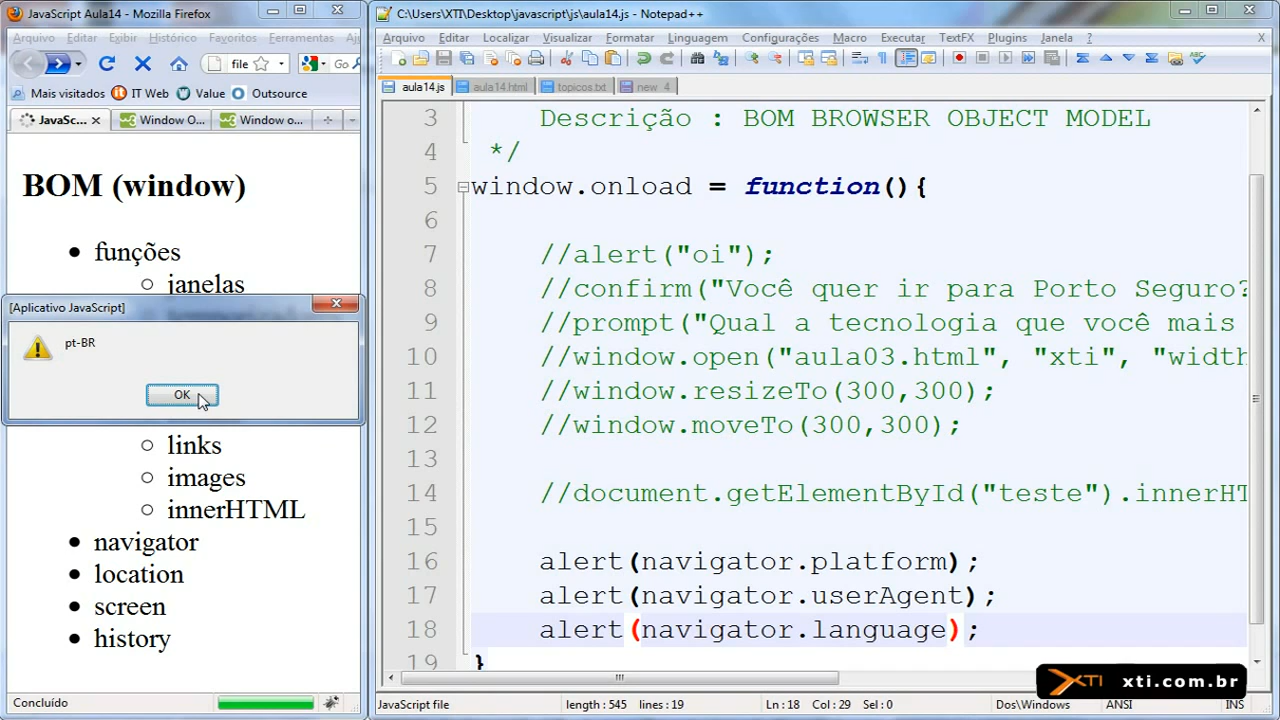 JavaScript Aula14 - Mozilla Firefox
Arquivo Editar Exibir Histórico Favoritos Ferramentas
file
Go
Mais visitados IT Web Value Outsource
JavaSc... Window O... Window o...
BOM (window)
funções
janelas
[Aplicativo JavaScript]
pt-BR
OK
links
images
innerHTML
navigator
location
screen
history
Concluído
C:\Users\XTI\Desktop\javascript\js\aula14.js - Notepad++
Arquivo Editar Localizar Visualizar Formatar Linguagem Configurações Macro Executar TextFX Plugins Janela ? X
aula14.js aula14.html topicos.txt new 4
3 Descrição : BOM BROWSER OBJECT MODEL
4 */
5 window.onload = function(){
6
7 //alert("oi");
8 //confirm("Você quer ir para Porto Seguro?
9 //prompt("Qual a tecnologia que você mais
10 //window.open("aula03.html", "xti", "width
11 //window.resizeTo(300,300);
12 //window.moveTo(300,300);
13
14 //document.getElementById("teste").innerHT
15
16 alert(navigator.platform);
17 alert(navigator.userAgent);
18 alert(navigator.language);
19 }
JavaScript file length : 545 lines : 19 Ln : 18 Col : 29 Sel : 0 Dos\Windows ANSI INS
XTI xti.com.br